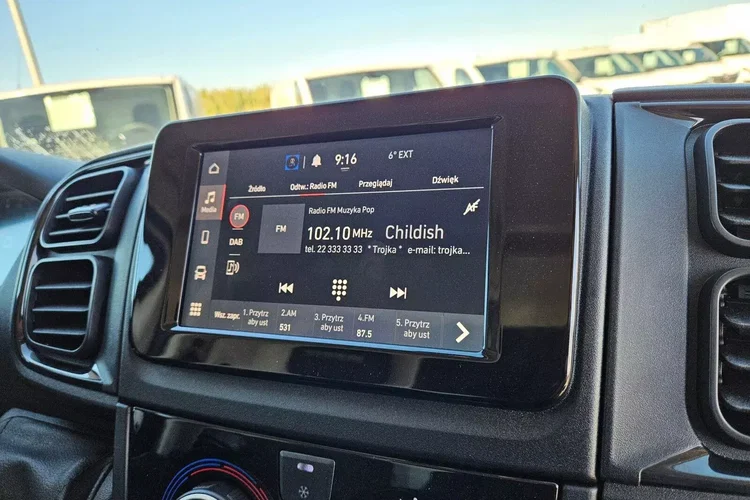 9:16 6° EXT
Źródło Odtw.: Radio FM Przeglądaj Dźwięk
Media
FM
DAB
FM
Radio FM Muzyka Pop
102.10 MHz Childish
tel. 22 333 33 33 *Trojka * e-mail: trojka...
Wsz. zapr.
1. Przytrz aby ust
2.AM 531
3. Przytrz aby ust
4.FM 87.5
5. Przytrz aby ust